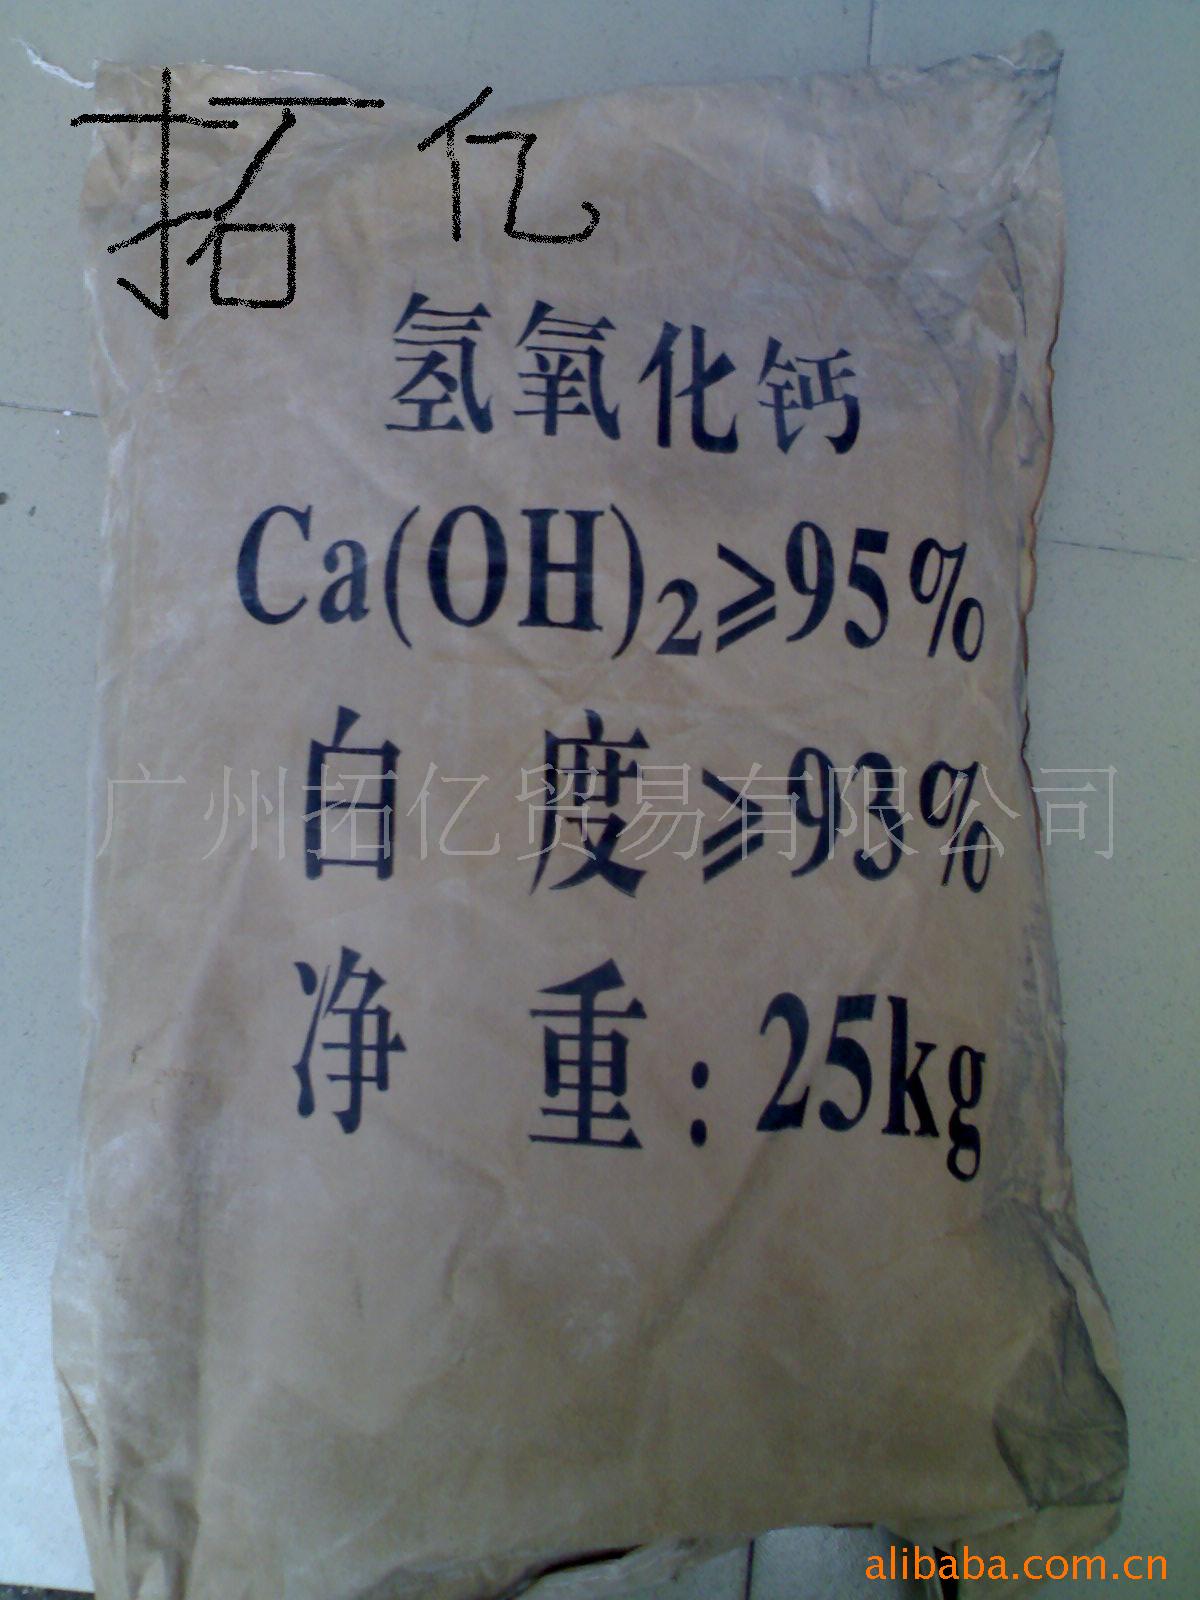 拓亿
氢氧化钙
Ca(OH)₂≥95%
白度≥93%
广州拓亿贸易有限公司
净重:25kg
alibaba.com.cn